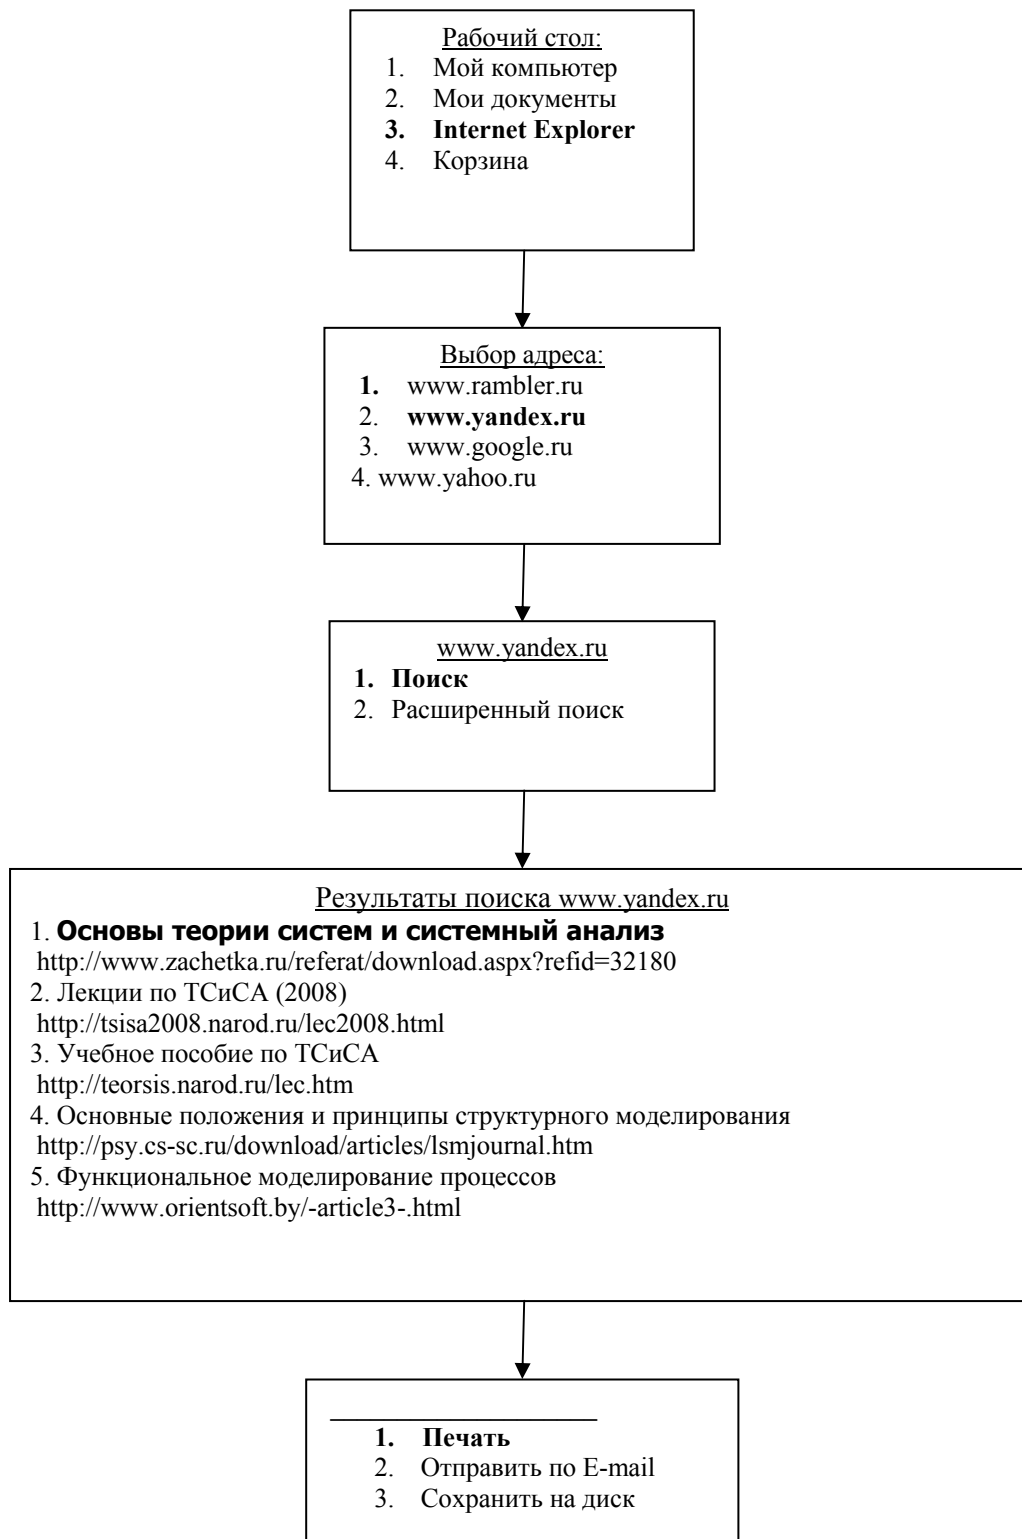 Рабочий стол:
1. Мой компьютер
2. Мои документы
3. Internet Explorer
4. Корзина
Выбор адреса:
1. www.rambler.ru
2. www.yandex.ru
3. www.google.ru
4. www.yahoo.ru
www.yandex.ru
1. Поиск
2. Расширенный поиск
Результаты поиска www.yandex.ru
1. Основы теории систем и системный анализ
http://www.zachetka.ru/referat/download.aspx?refid=32180
2. Лекции по ТСиСА (2008)
http://tsisa2008.narod.ru/lec2008.html
3. Учебное пособие по ТСиСА
http://teorsis.narod.ru/lec.htm
4. Основные положения и принципы структурного моделирования
http://psy.cs-sc.ru/download/articles/lsmjournal.htm
5. Функциональное моделирование процессов
http://www.orientsoft.by/-article3-.html
1. Печать
2. Отправить по E-mail
3. Сохранить на диск